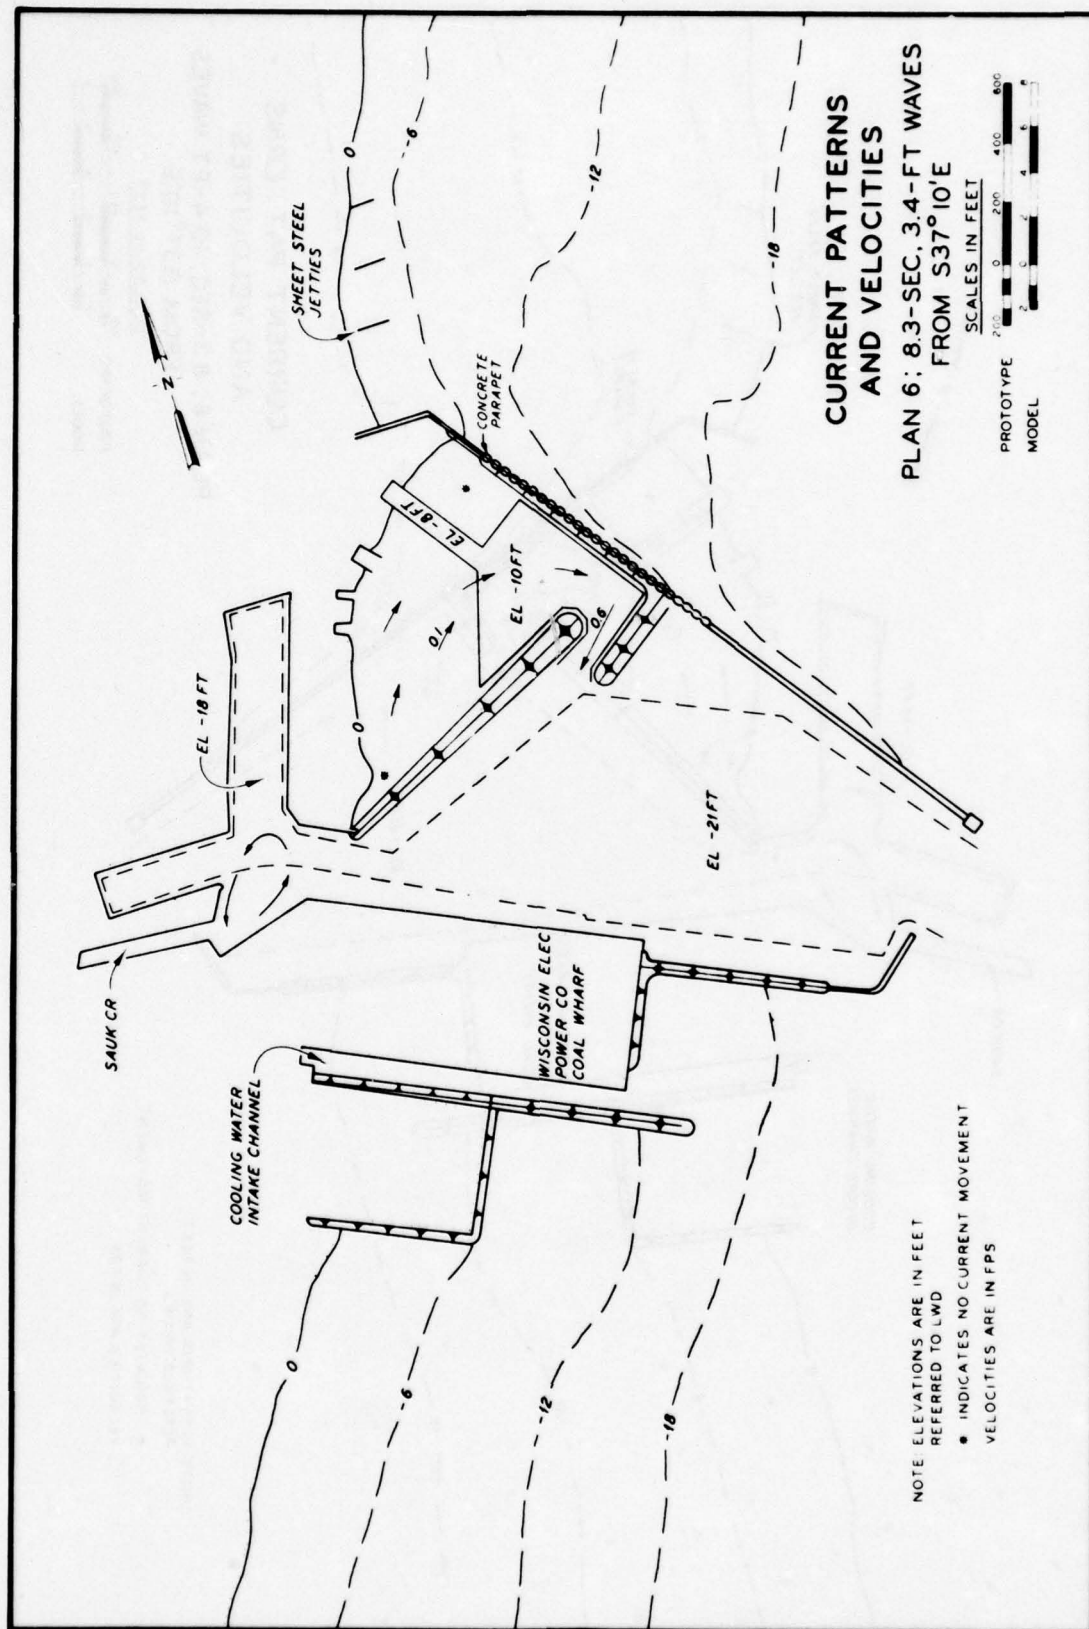 CURRENT PATTERNS
AND VELOCITIES
PLAN 6; 8.3-SEC, 3.4-FT WAVES
FROM S37°10'E
SCALES IN FEET
PROTOTYPE 200 0 200 400 600
MODEL 2 0 2 4 6 8
NOTE: ELEVATIONS ARE IN FEET
REFERRED TO LWD
• INDICATES NO CURRENT MOVEMENT
VELOCITIES ARE IN FPS
SAUK CR
EL -18 FT
N
SHEET STEEL
JETTIES
CONCRETE
PARAPET
EL -8FT
EL -10FT
0.1
0.6
EL -21FT
COOLING WATER
INTAKE CHANNEL
WISCONSIN ELEC
POWER CO
COAL WHARF
0
-6
-12
-18
0
0
-6
-12
-18